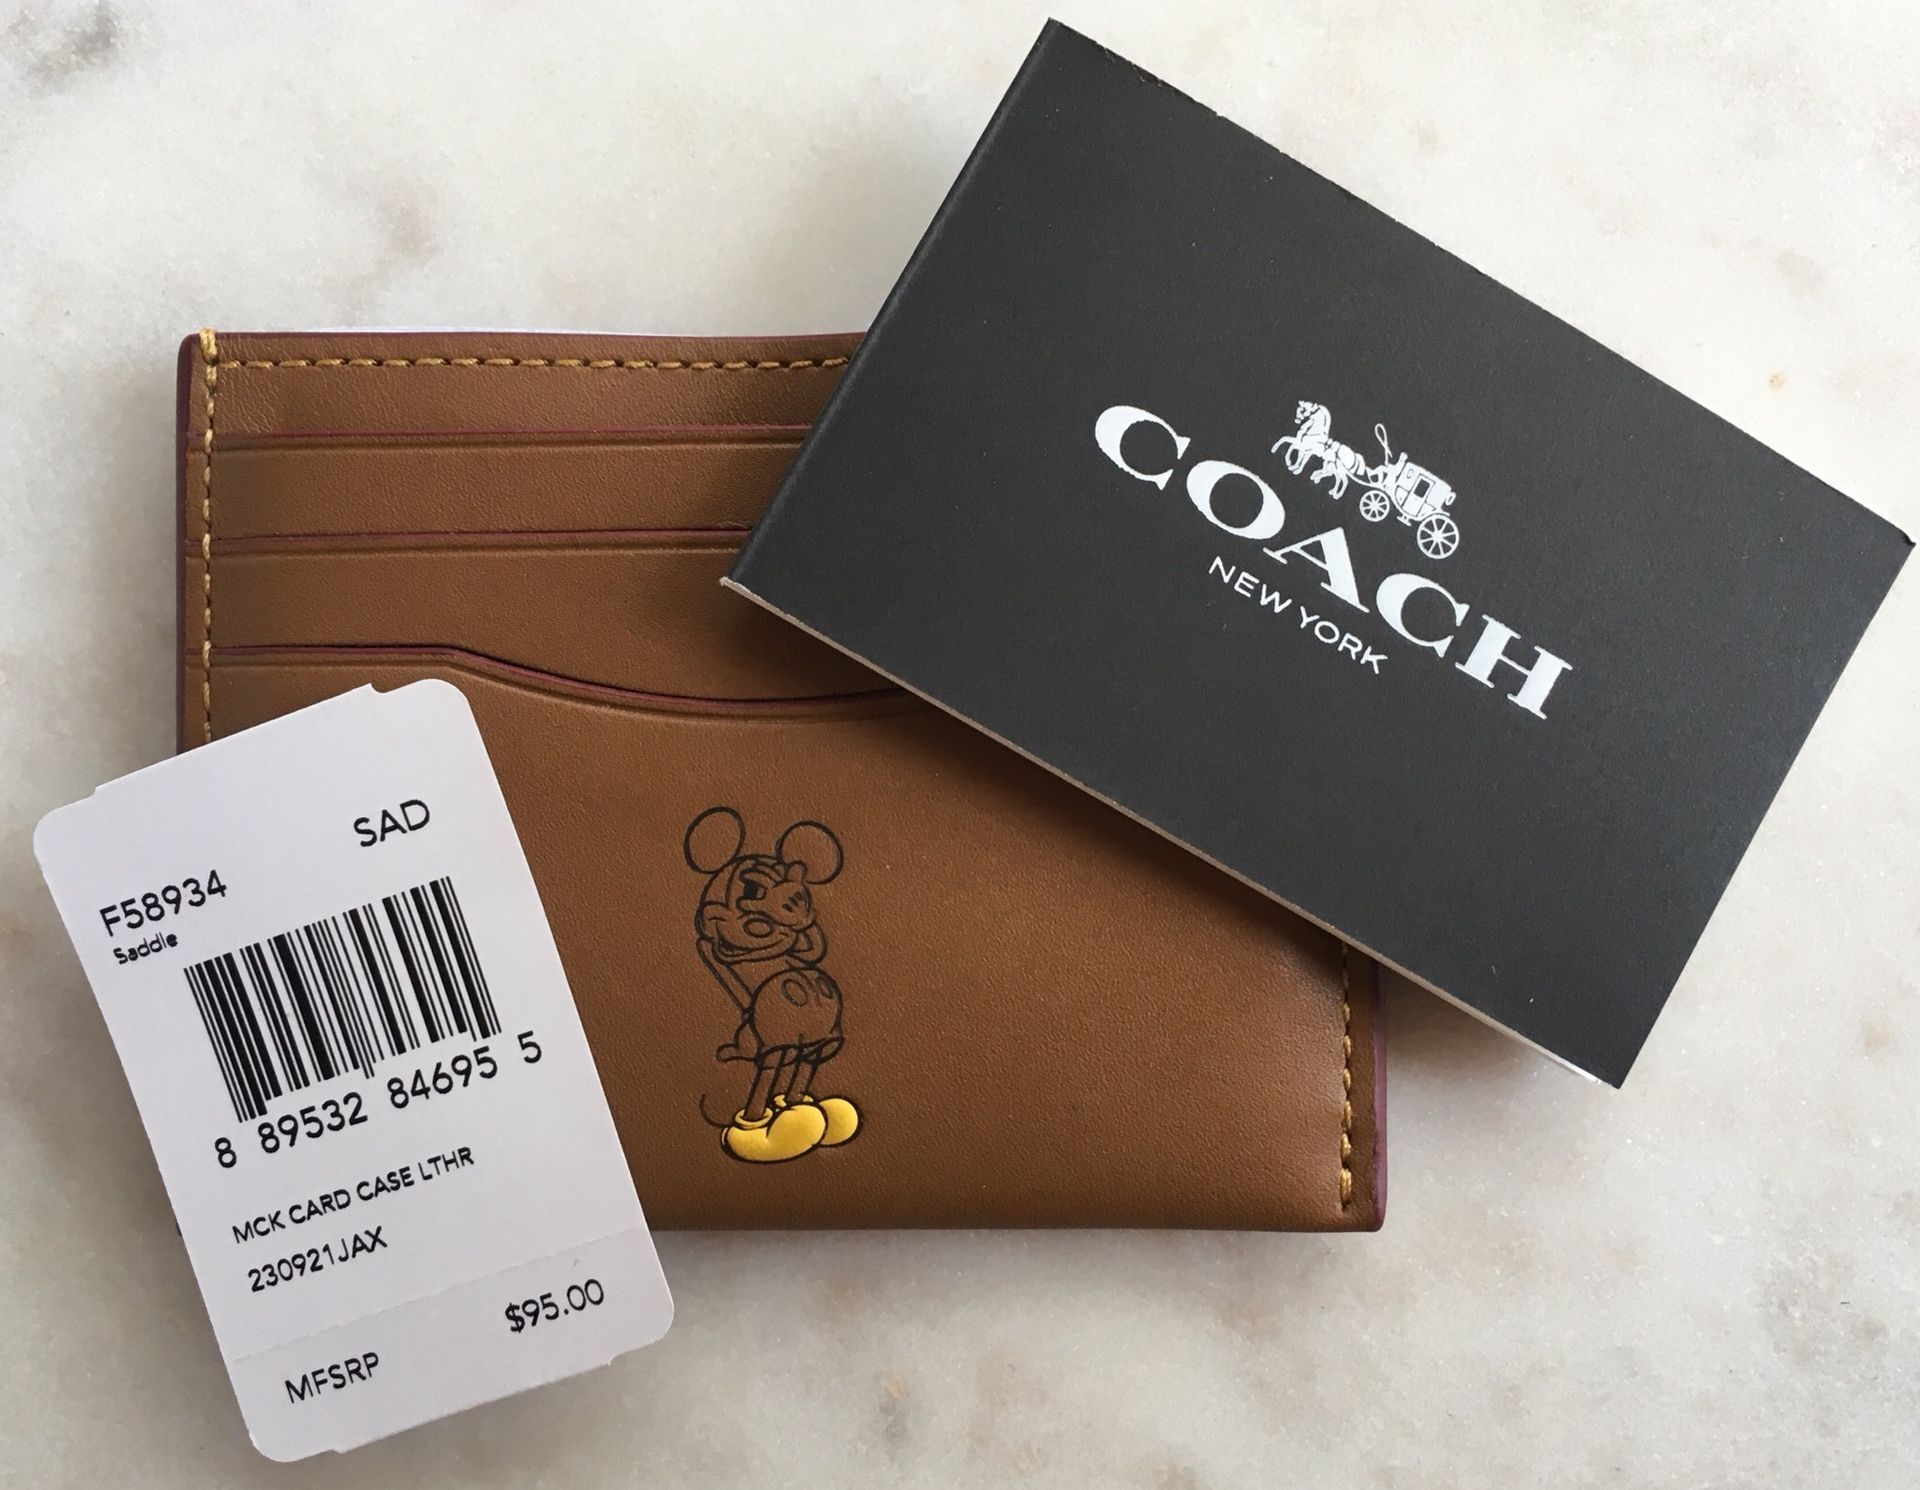 COACH
NEW YORK
SAD
F58934
Saddle
8 89532 84695 5
MCK CARD CASE LTHR
230921JAX
$95.00
MFSRP